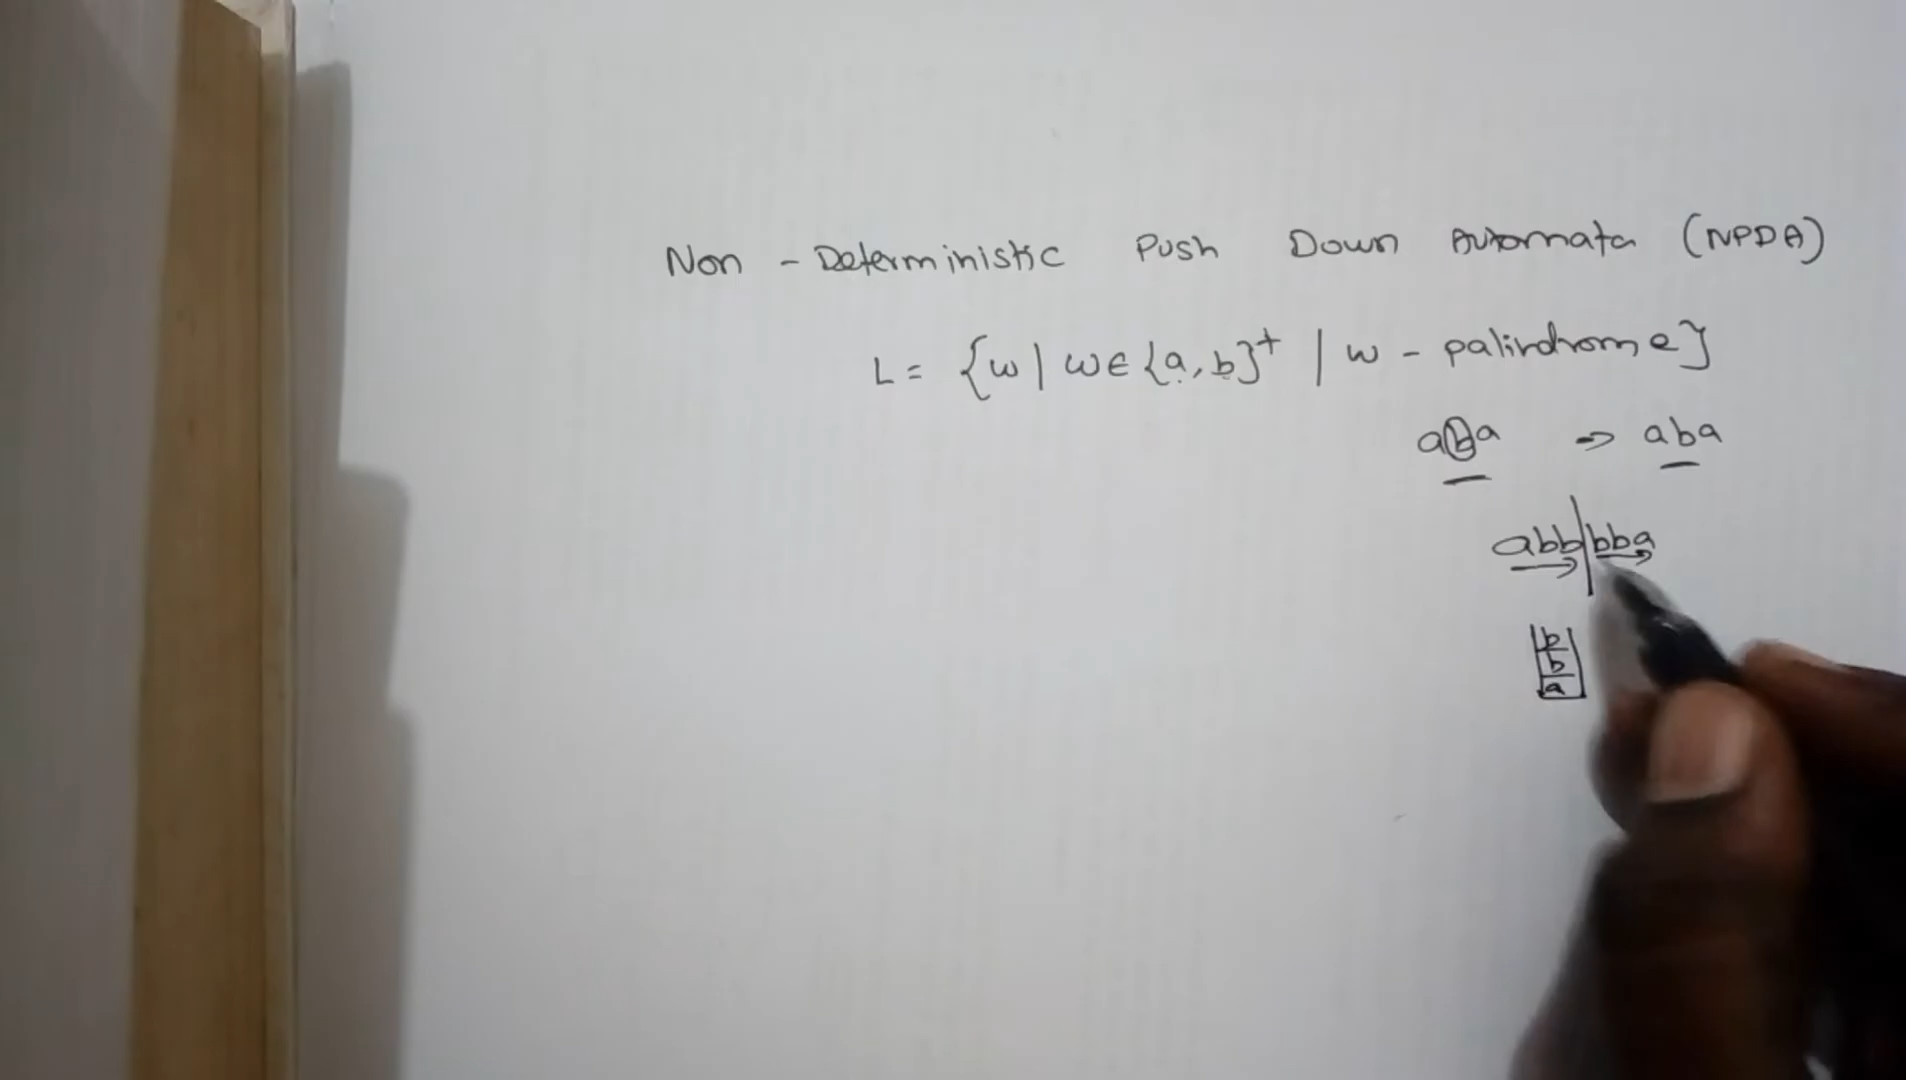 Non - Deterministic Push Down Automata (NPDA)
L = {w | w ∈ {a, b}+ | w - palindrome}
aba ⇒ aba
abb|bba
b
b
a